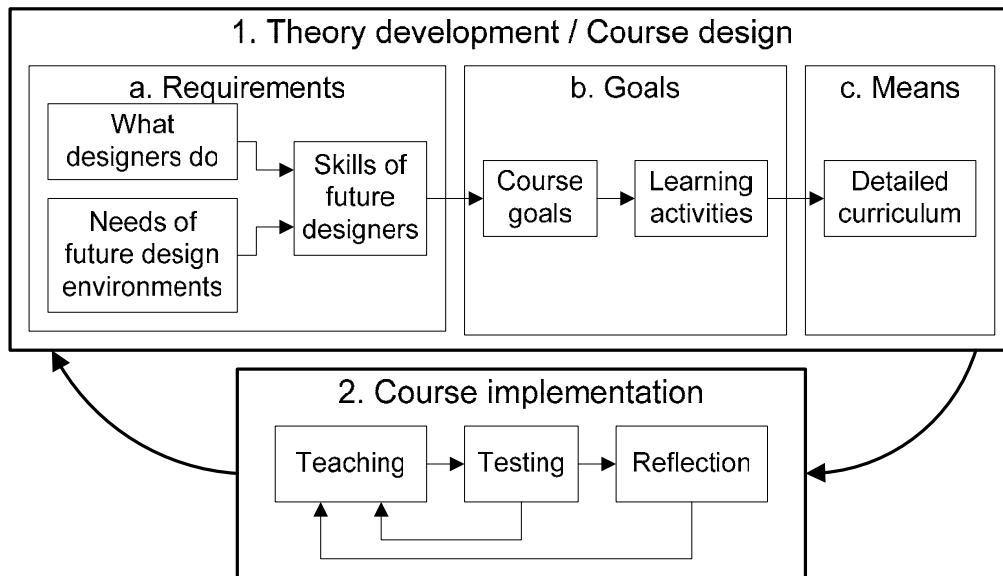 1. Theory development / Course design
a. Requirements
What
designers do
Needs of
future design
environments
Skills of
future
designers
b. Goals
Course
goals
Learning
activities
c. Means
Detailed
curriculum
2. Course implementation
Teaching
Testing
Reflection